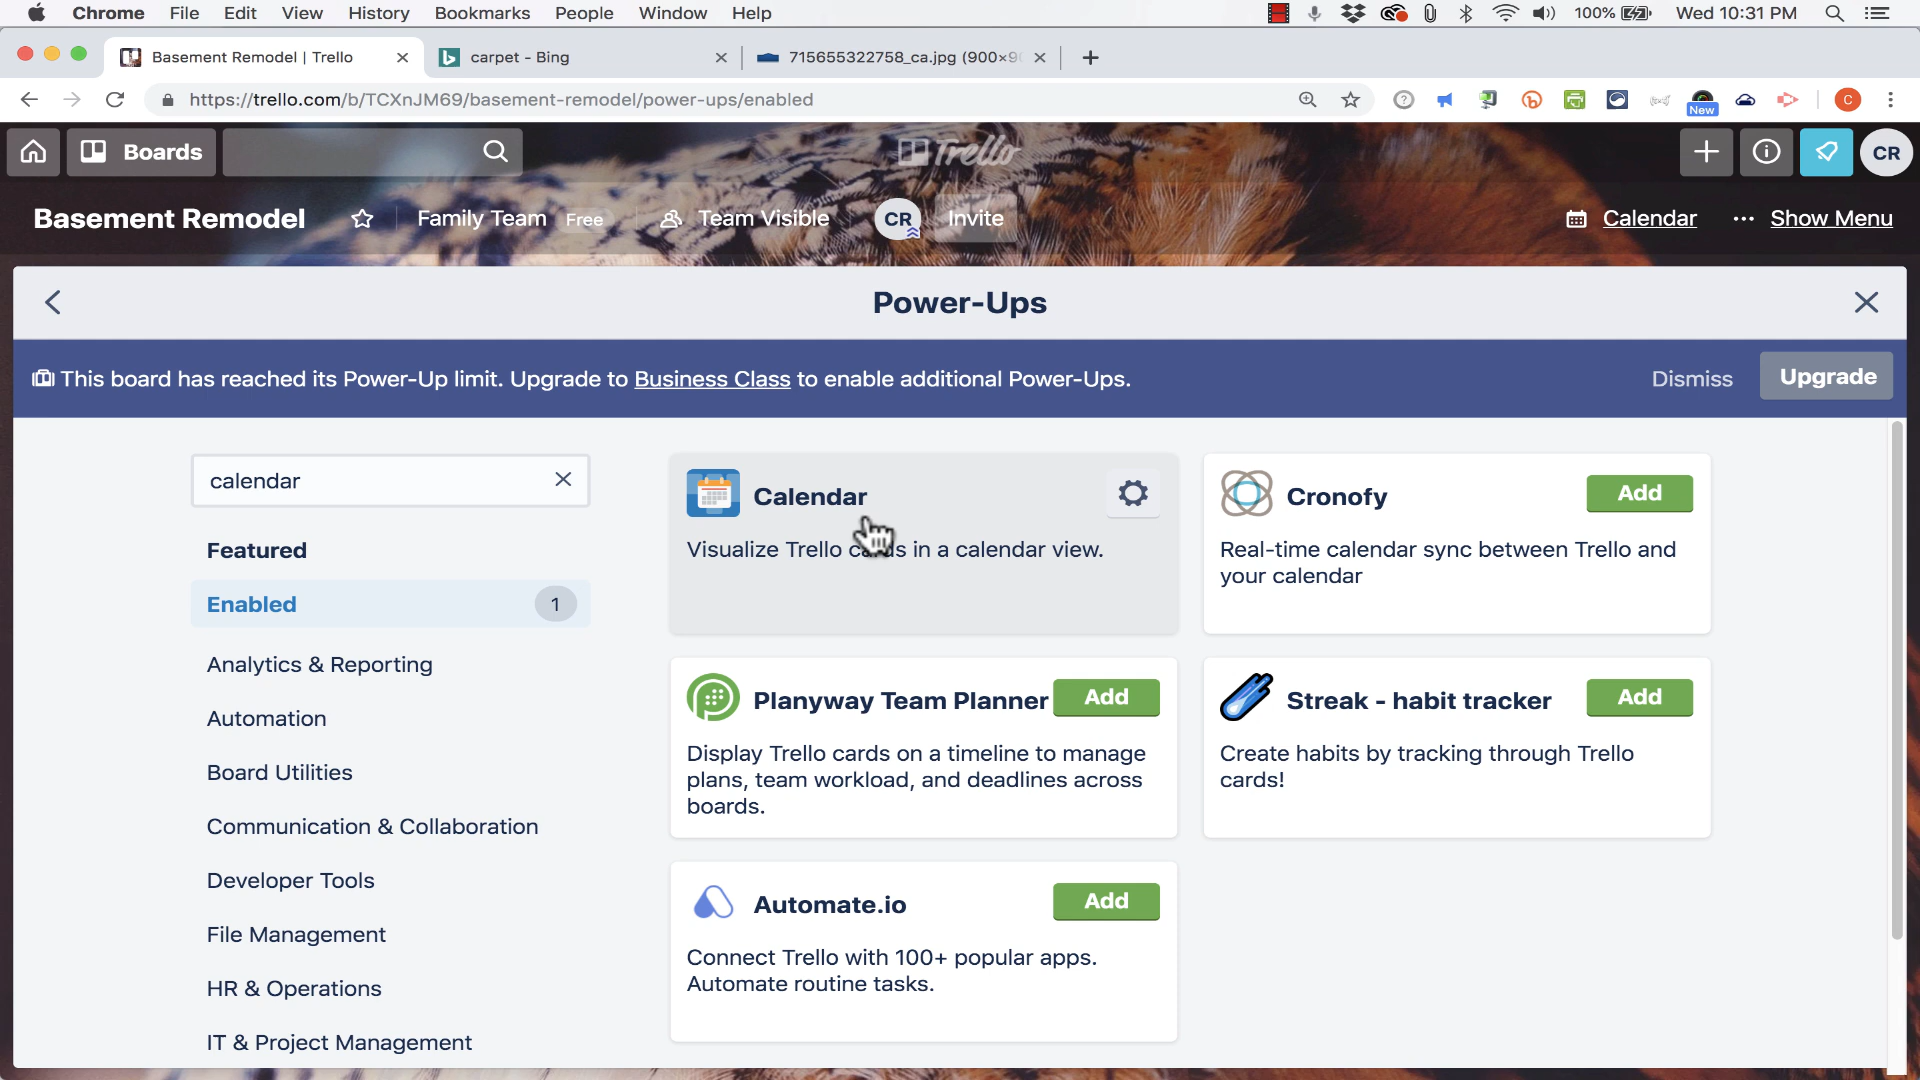 Chrome File Edit View History Bookmarks People Window Help 100% Wed 10:31 PM
Basement Remodel | Trello carpet - Bing 715655322758_ca.jpg (900×9
https://trello.com/b/TCXnJM69/basement-remodel/power-ups/enabled New C
Boards Trello CR
Basement Remodel Family Team Free Team Visible CR Invite Calendar Show Menu
Power-Ups
This board has reached its Power-Up limit. Upgrade to Business Class to enable additional Power-Ups. Dismiss Upgrade
calendar
Featured
Enabled 1
Analytics & Reporting
Automation
Board Utilities
Communication & Collaboration
Developer Tools
File Management
HR & Operations
IT & Project Management
Calendar
Visualize Trello cards in a calendar view.
Cronofy Add
Real-time calendar sync between Trello and
your calendar
Planyway Team Planner Add
Display Trello cards on a timeline to manage
plans, team workload, and deadlines across
boards.
Streak - habit tracker Add
Create habits by tracking through Trello
cards!
Automate.io Add
Connect Trello with 100+ popular apps.
Automate routine tasks.